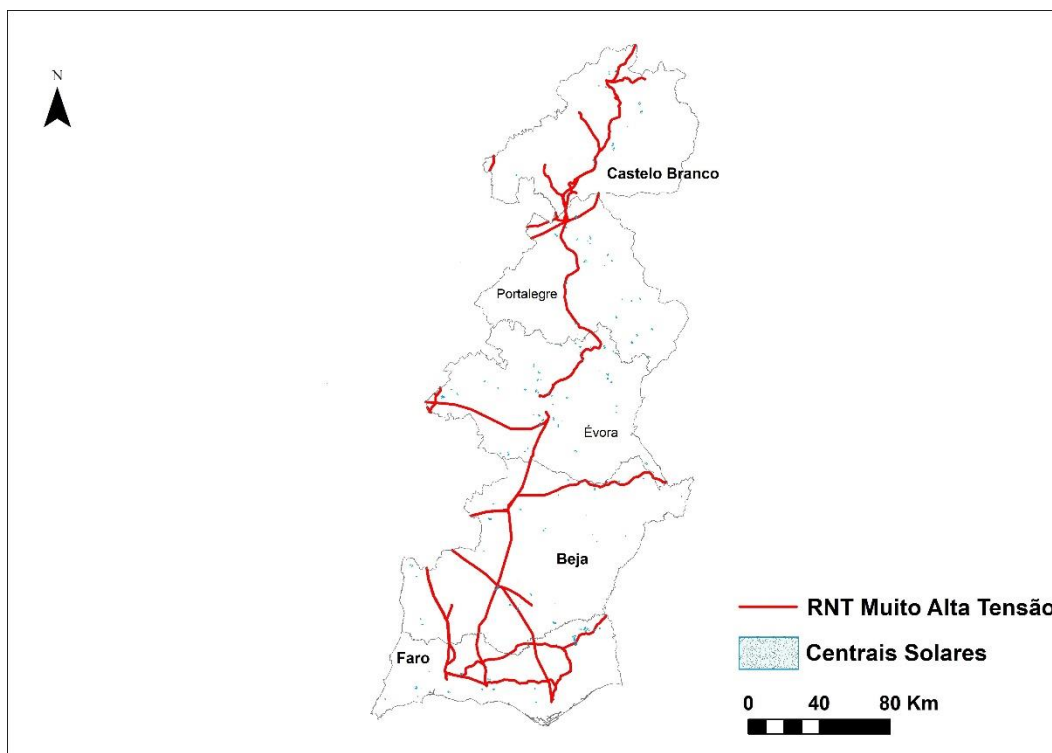 N
Castelo Branco
Portalegre
Évora
Beja
Faro
RNT Muito Alta Tensão
Centrais Solares
0 40 80 Km